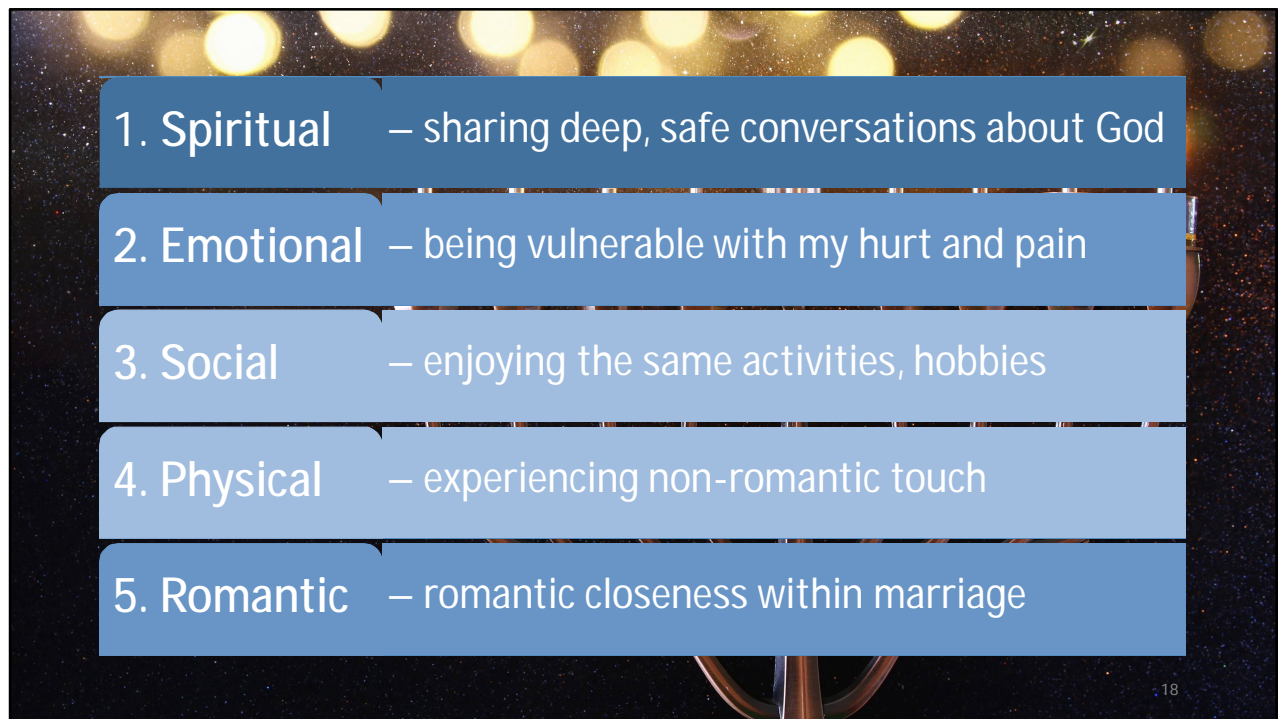 1. Spiritual – sharing deep, safe conversations about God
2. Emotional – being vulnerable with my hurt and pain
3. Social – enjoying the same activities, hobbies
4. Physical – experiencing non-romantic touch
5. Romantic – romantic closeness within marriage
18